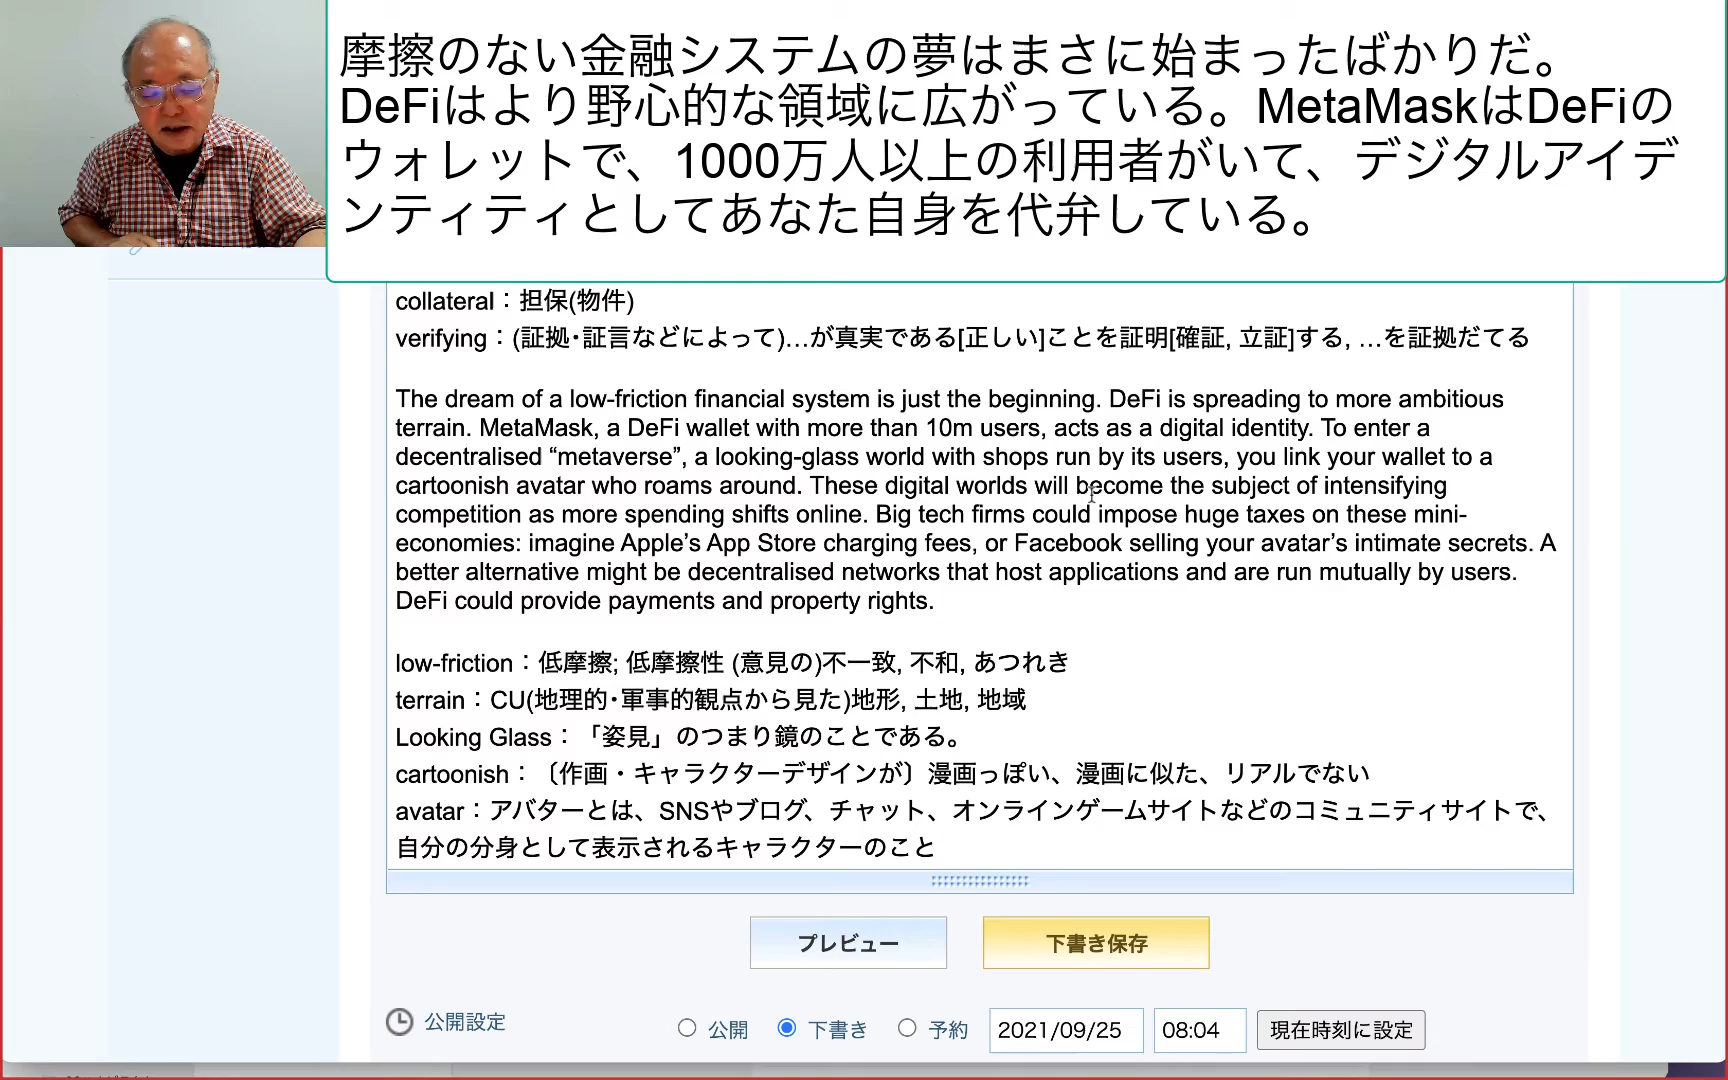 摩擦のない金融システムの夢はまさに始まったばかりだ。
DeFiはより野心的な領域に広がっている。MetaMaskはDeFiの
ウォレットで、1000万人以上の利用者がいて、デジタルアイデ
ンティティとしてあなた自身を代弁している。
collateral：担保(物件)
verifying：(証拠･証言などによって)…が真実である[正しい]ことを証明[確証, 立証]する, …を証拠だてる
The dream of a low-friction financial system is just the beginning. DeFi is spreading to more ambitious
terrain. MetaMask, a DeFi wallet with more than 10m users, acts as a digital identity. To enter a
decentralised “metaverse”, a looking-glass world with shops run by its users, you link your wallet to a
cartoonish avatar who roams around. These digital worlds will become the subject of intensifying
competition as more spending shifts online. Big tech firms could impose huge taxes on these mini-
economies: imagine Apple’s App Store charging fees, or Facebook selling your avatar’s intimate secrets. A
better alternative might be decentralised networks that host applications and are run mutually by users.
DeFi could provide payments and property rights.
low-friction：低摩擦; 低摩擦性 (意見の)不一致, 不和, あつれき
terrain：CU(地理的･軍事的観点から見た)地形, 土地, 地域
Looking Glass：「姿見」のつまり鏡のことである。
cartoonish：〔作画・キャラクターデザインが〕漫画っぽい、漫画に似た、リアルでない
avatar：アバターとは、SNSやブログ、チャット、オンラインゲームサイトなどのコミュニティサイトで、
自分の分身として表示されるキャラクターのこと
プレビュー 下書き保存
公開設定 公開 下書き 予約 2021/09/25 08:04 現在時刻に設定